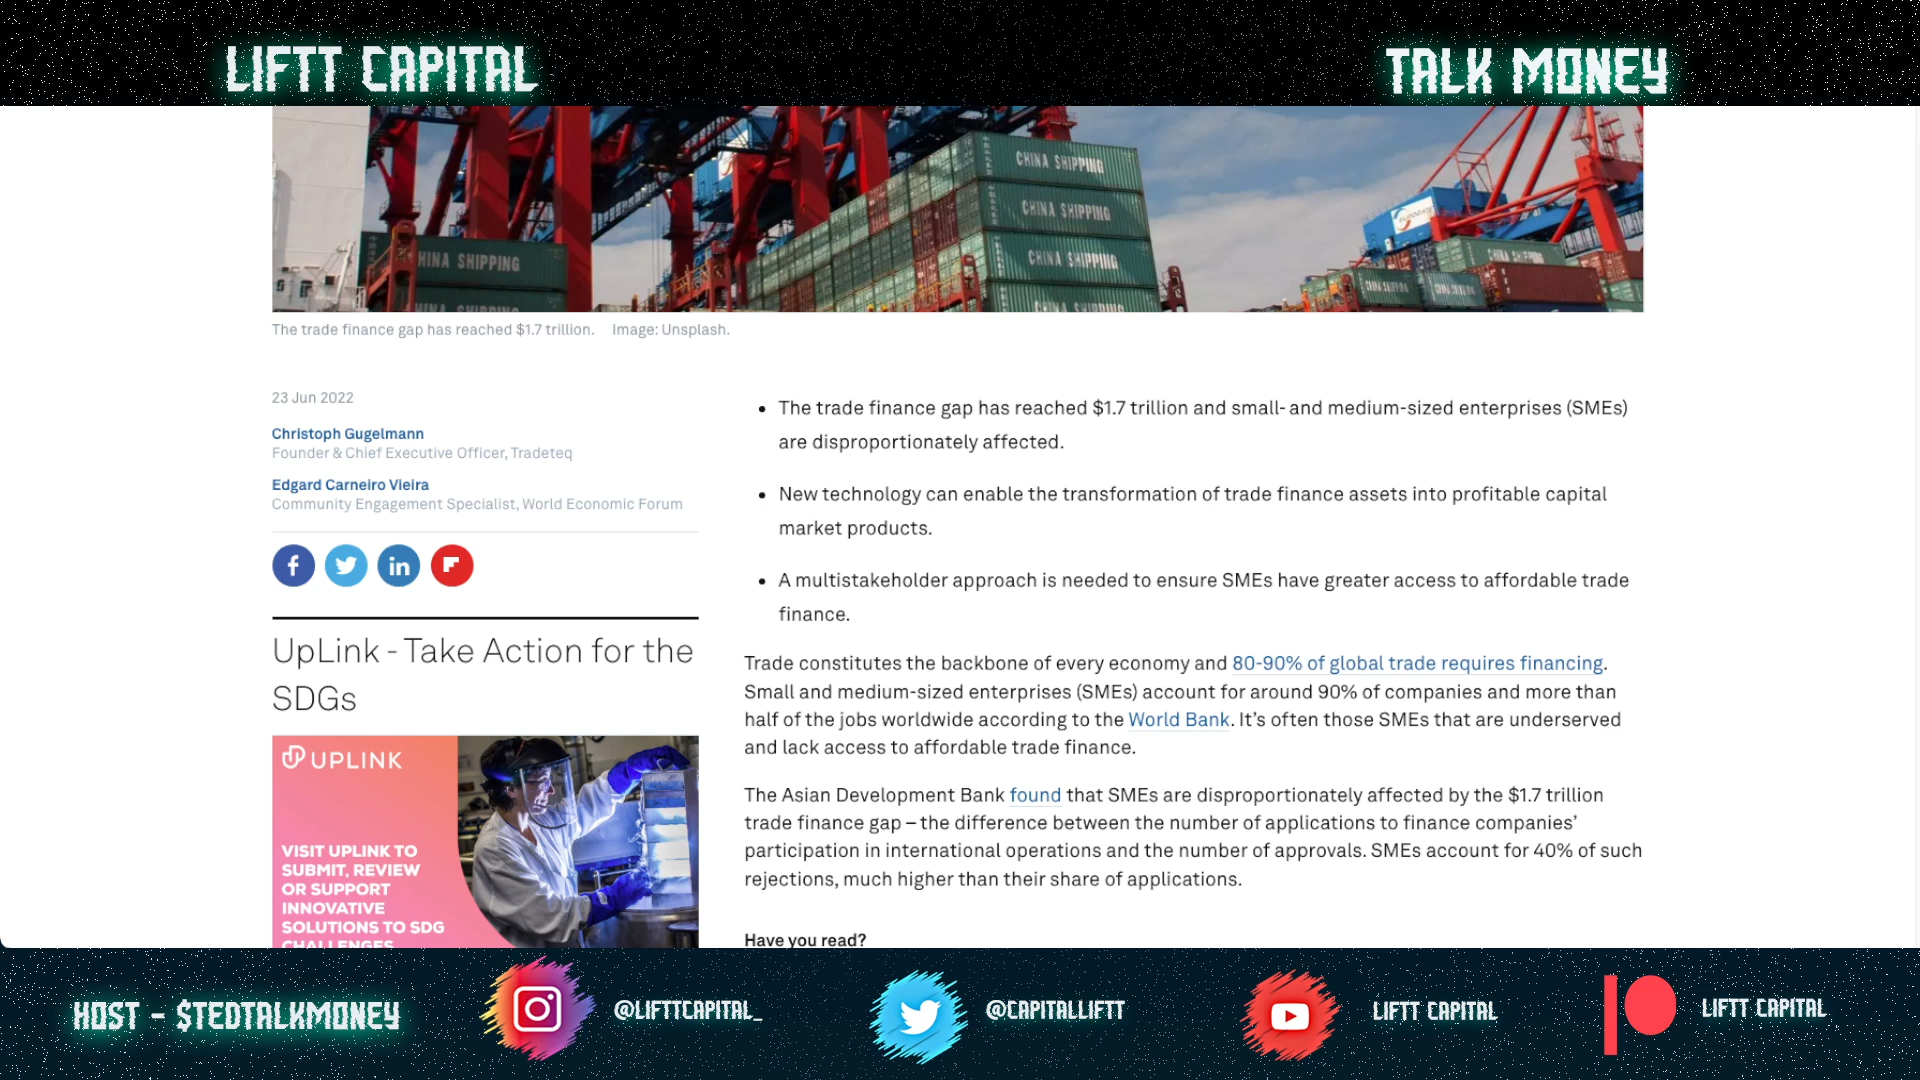 LIFTT CAPITAL
TALK MONEY
CHINA SHIPPING
CHINA SHIPPING
CHINA SHIPPING
HINA SHIPPING
The trade finance gap has reached $1.7 trillion. Image: Unsplash.
23 Jun 2022
Christoph Gugelmann
Founder & Chief Executive Officer, Tradeteq
Edgard Carneiro Vieira
Community Engagement Specialist, World Economic Forum
UpLink - Take Action for the
SDGs
UPLINK
VISIT UPLINK TO
SUBMIT, REVIEW
OR SUPPORT
INNOVATIVE
SOLUTIONS TO SDG
CHALLENGES
• The trade finance gap has reached $1.7 trillion and small- and medium-sized enterprises (SMEs)
are disproportionately affected.
• New technology can enable the transformation of trade finance assets into profitable capital
market products.
• A multistakeholder approach is needed to ensure SMEs have greater access to affordable trade
finance.
Trade constitutes the backbone of every economy and 80-90% of global trade requires financing.
Small and medium-sized enterprises (SMEs) account for around 90% of companies and more than
half of the jobs worldwide according to the World Bank. It's often those SMEs that are underserved
and lack access to affordable trade finance.
The Asian Development Bank found that SMEs are disproportionately affected by the $1.7 trillion
trade finance gap – the difference between the number of applications to finance companies'
participation in international operations and the number of approvals. SMEs account for 40% of such
rejections, much higher than their share of applications.
Have you read?
HOST - $TEDTALKMONEY
@LIFTTCAPITAL_
@CAPITALLIFTT
LIFTT CAPITAL
LIFTT CAPITAL